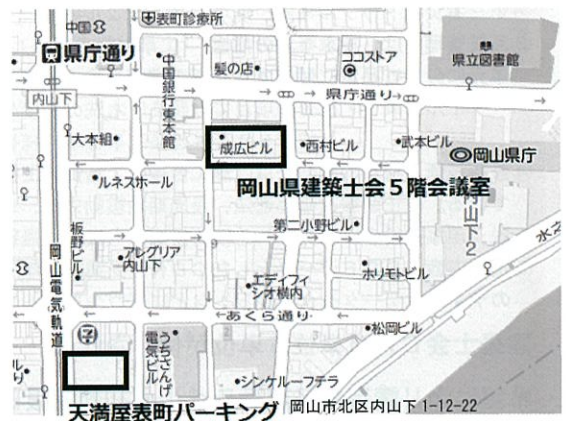 中国
表町診療所
県庁通り
中国銀行東本館
髪の店
ココストア
県立図書館
内山下
県庁通り
大本組
成広ビル
西村ビル
武本ビル
岡山県庁
ルネスホール
岡山県建築士会5階会議室
内山下2
第二小野ビル
板野ビル
アレグリア
内山下
岡山電気軌道
エディフィ
シオ横内
ホリモトビル
あくら通り
松岡ビル
うちさんげ
電気ビル
シンケルーフテラ
天満屋表町パーキング
岡山市北区内山下 1-12-22